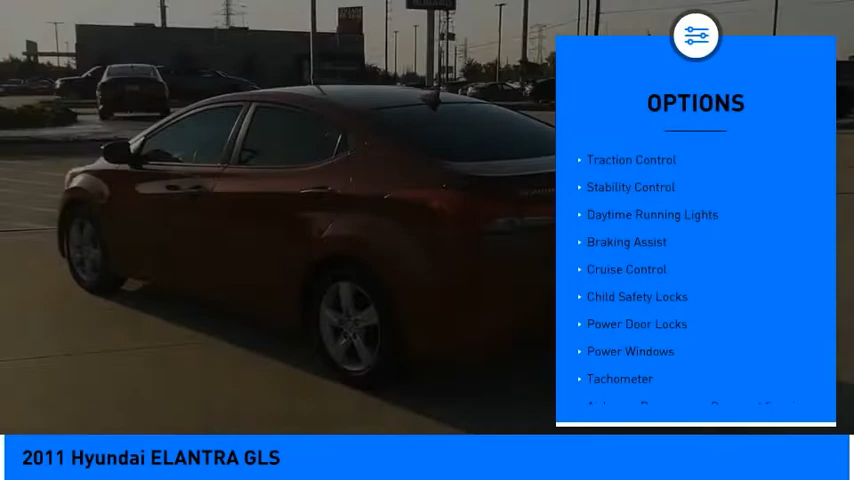 OPTIONS
Traction Control
Stability Control
Daytime Running Lights
Braking Assist
Cruise Control
Child Safety Locks
Power Door Locks
Power Windows
Tachometer
2011 Hyundai ELANTRA GLS